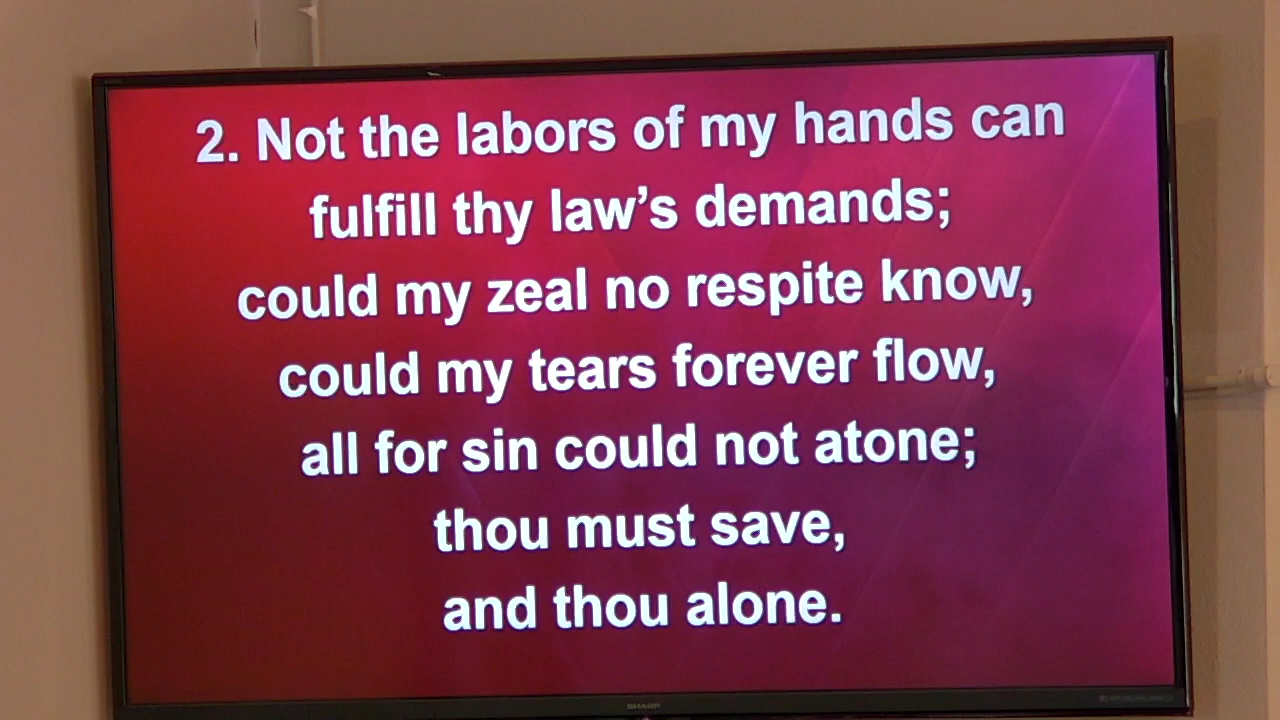 2. Not the labors of my hands can
fulfill thy law’s demands;
could my zeal no respite know,
could my tears forever flow,
all for sin could not atone;
thou must save,
and thou alone.
SHARP